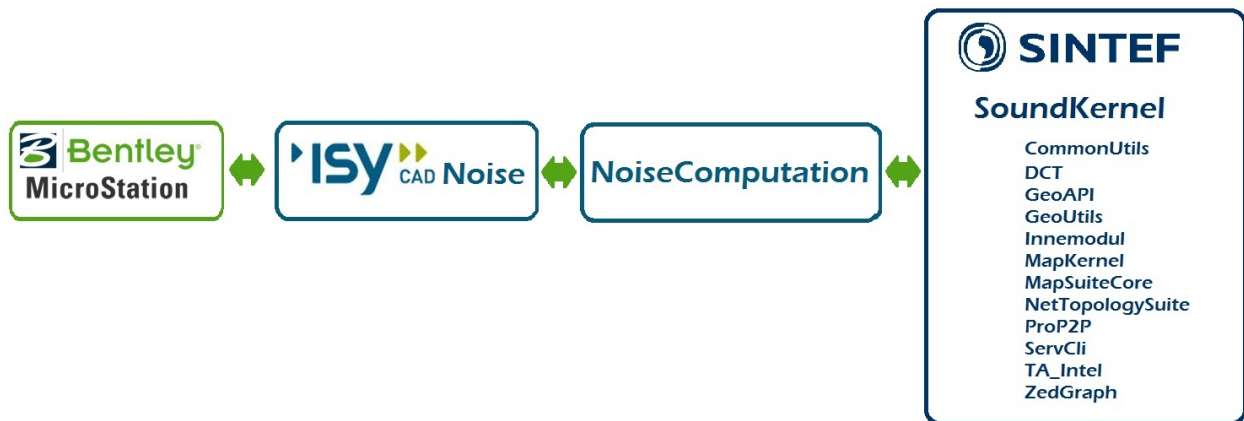 Bentley®
MicroStation
ISY CAD Noise
NoiseComputation
SINTEF
SoundKernel
CommonUtils
DCT
GeoAPI
GeoUtils
Innemodul
MapKernel
MapSuiteCore
NetTopologySuite
ProP2P
ServCli
TA_Intel
ZedGraph